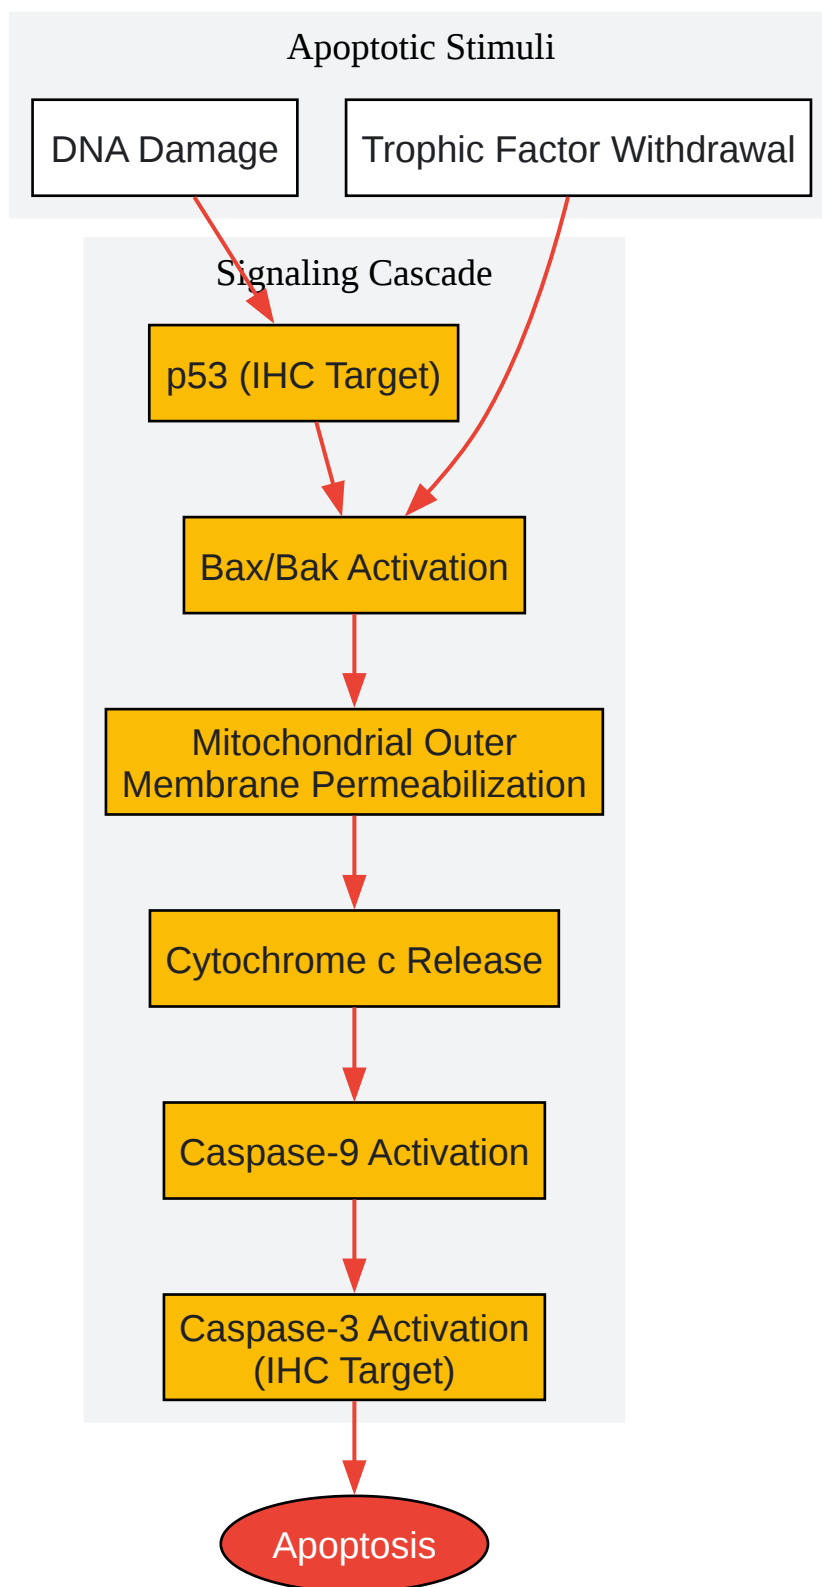 Apoptotic Stimuli
DNA Damage
Trophic Factor Withdrawal
Signaling Cascade
p53 (IHC Target)
Bax/Bak Activation
Mitochondrial Outer
Membrane Permeabilization
Cytochrome c Release
Caspase-9 Activation
Caspase-3 Activation
(IHC Target)
Apoptosis